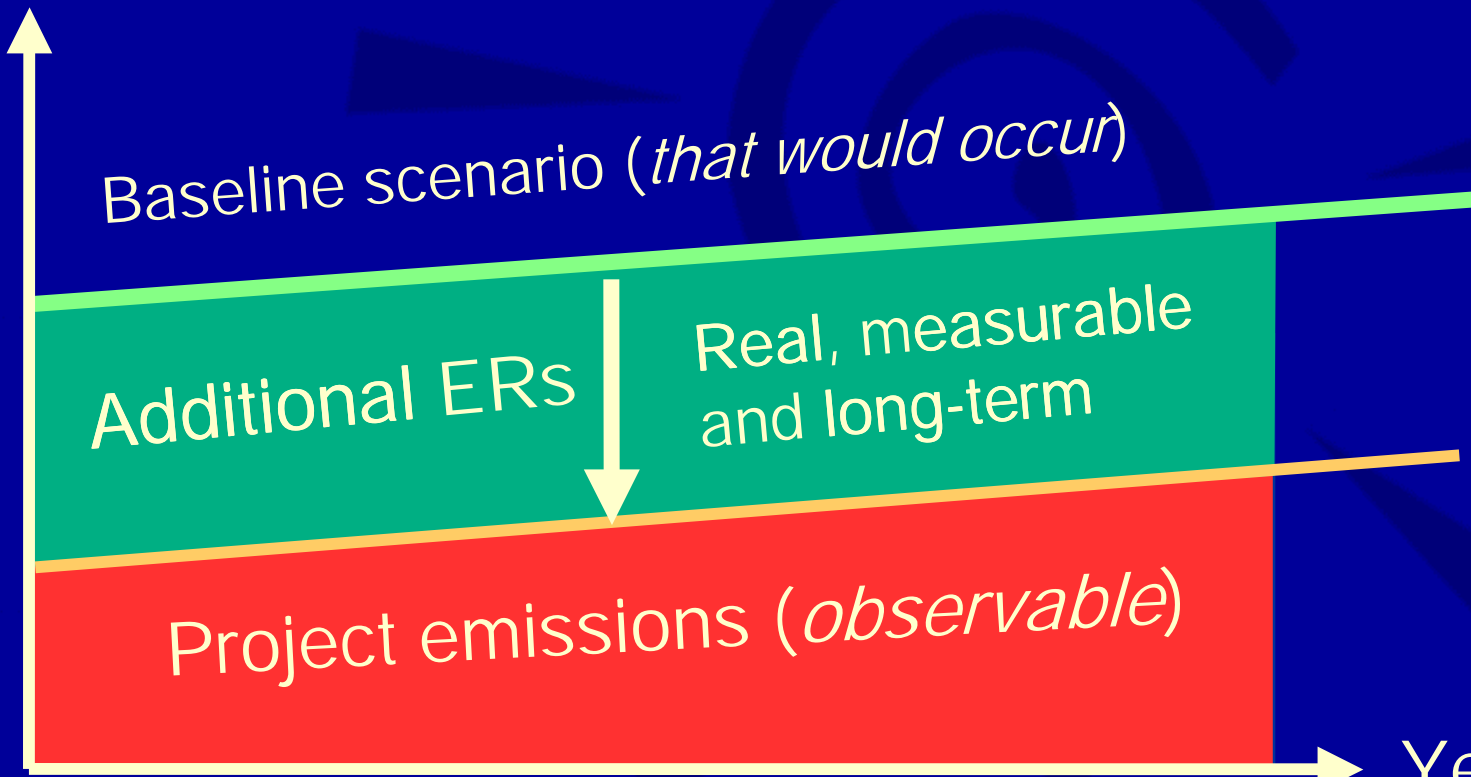 Baseline scenario (that would occur)
Additional ERs
Real, measurable
and long-term
Project emissions (observable)